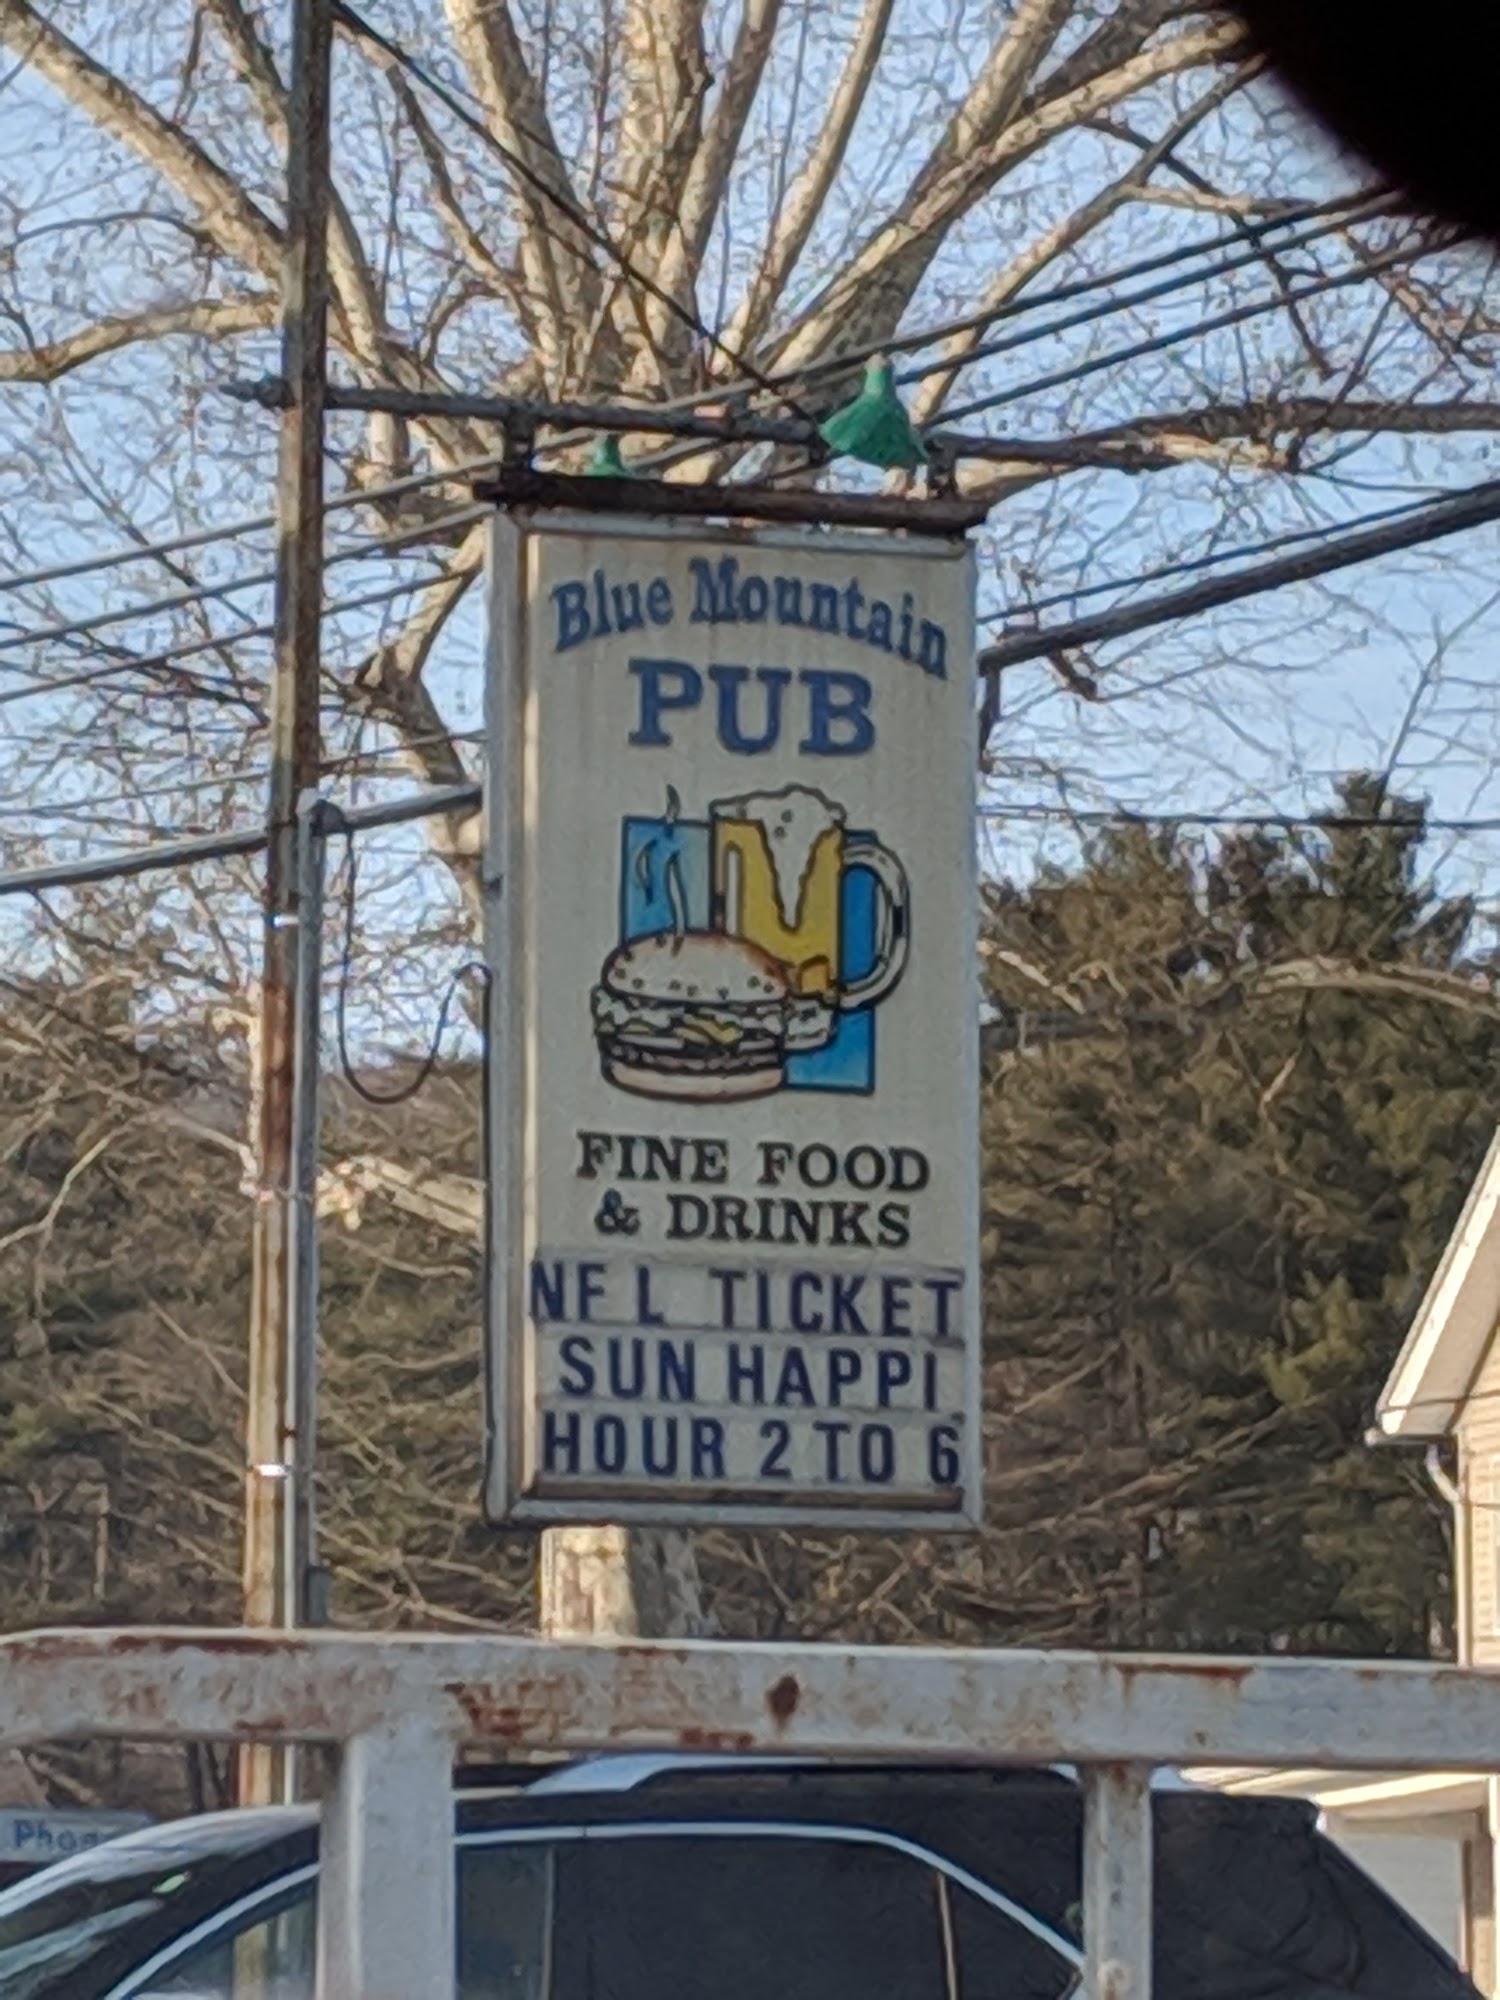 Blue Mountain
PUB
FINE FOOD
& DRINKS
NFL TICKET
SUN HAPPI
HOUR 2 TO 6